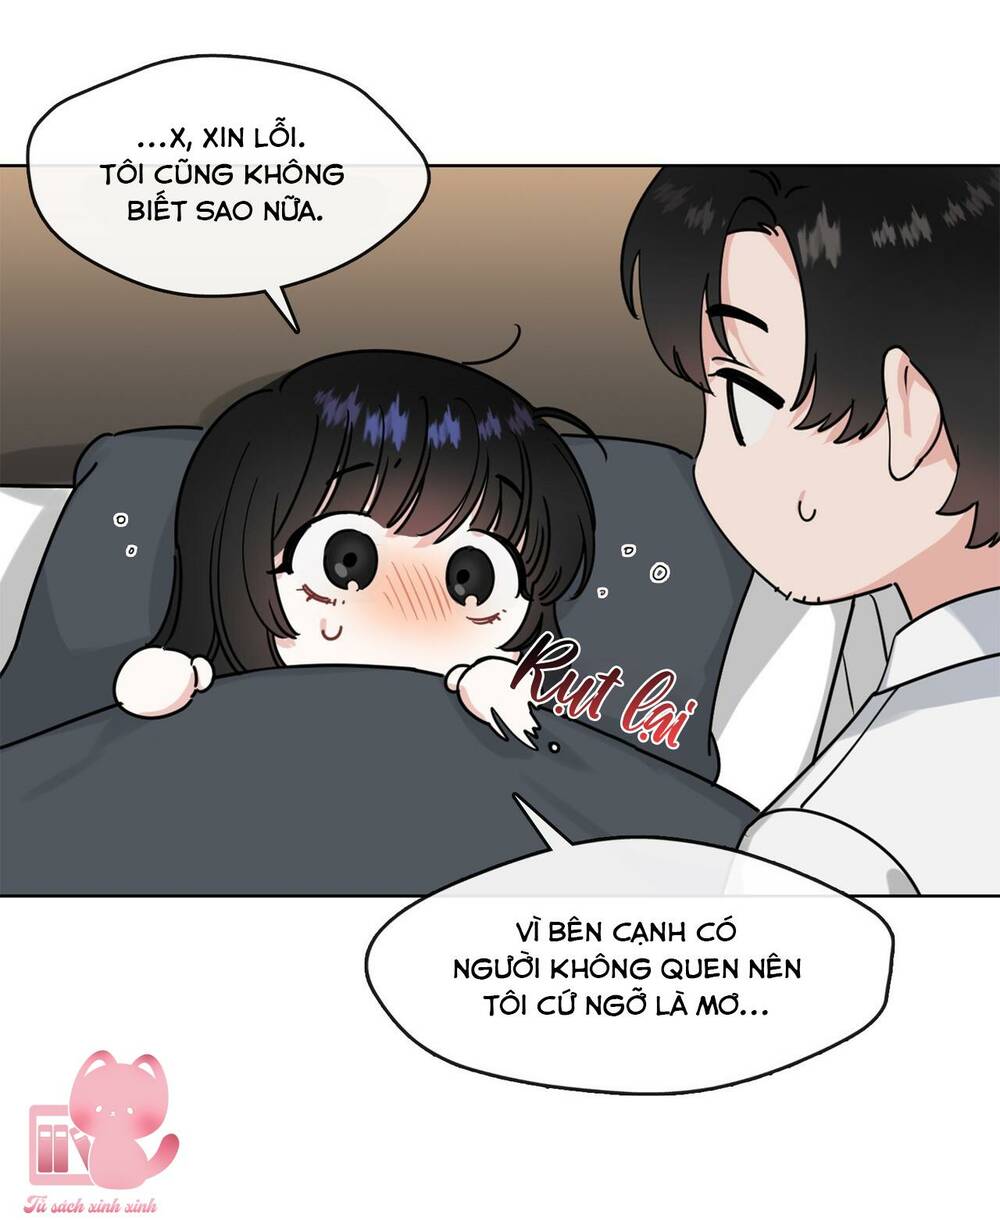 ...X, XIN LỖI.
TÔI CŨNG KHÔNG
BIẾT SAO NỮA.
Rụt lại
VÌ BÊN CẠNH CÓ
NGƯỜI KHÔNG QUEN NÊN
TÔI CỨ NGỠ LÀ MƠ...
Tủ sách xinh xinh